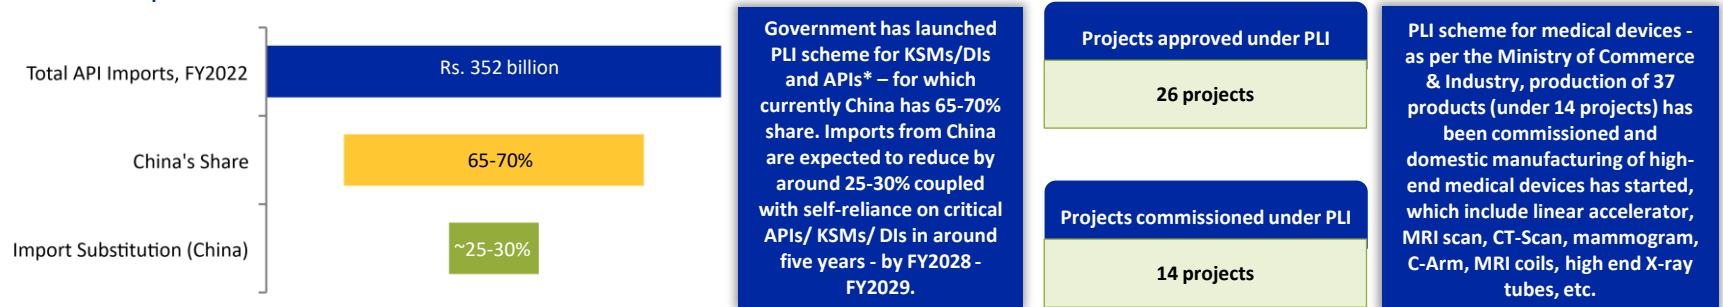 Total API Imports, FY2022
Rs. 352 billion
China's Share
65-70%
Import Substitution (China)
~25-30%
Government has launched
PLI scheme for KSMs/DIs
and APIs* – for which
currently China has 65-70%
share. Imports from China
are expected to reduce by
around 25-30% coupled
with self-reliance on critical
APIs/ KSMs/ DIs in around
five years - by FY2028 -
FY2029.
Projects approved under PLI
26 projects
Projects commissioned under PLI
14 projects
PLI scheme for medical devices -
as per the Ministry of Commerce
& Industry, production of 37
products (under 14 projects) has
been commissioned and
domestic manufacturing of high-
end medical devices has started,
which include linear accelerator,
MRI scan, CT-Scan, mammogram,
C-Arm, MRI coils, high end X-ray
tubes, etc.